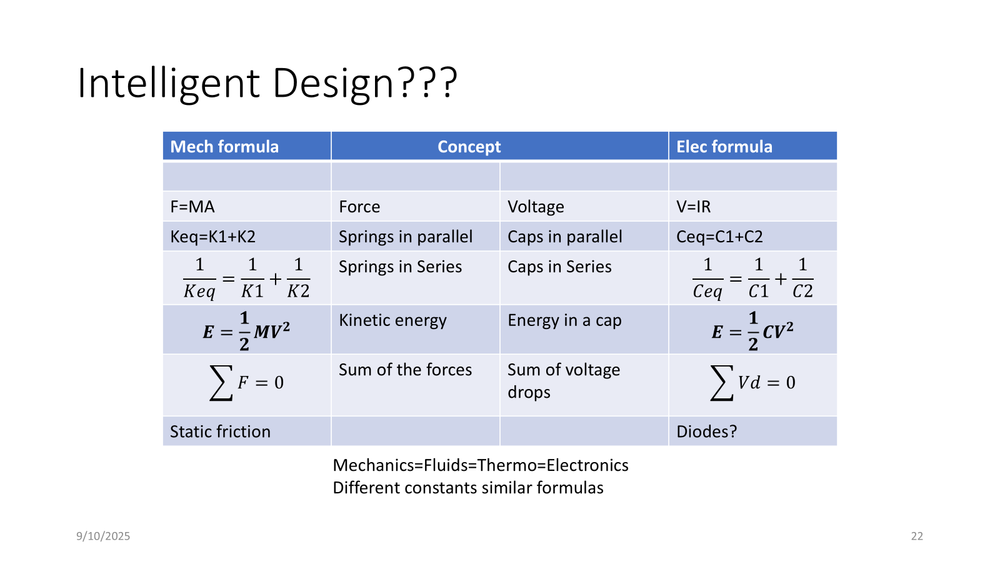 Intelligent Design???
Mech formula Concept Elec formula
F=MA Force Voltage V=IR
Keq=K1+K2 Springs in parallel Caps in parallel Ceq=C1+C2
1/Keq = 1/K1 + 1/K2 Springs in Series Caps in Series 1/Ceq = 1/C1 + 1/C2
E = 1/2 MV² Kinetic energy Energy in a cap E = 1/2 CV²
∑F = 0 Sum of the forces Sum of voltage drops ∑Vd = 0
Static friction Diodes?
Mechanics=Fluids=Thermo=Electronics
Different constants similar formulas
9/10/2025 22